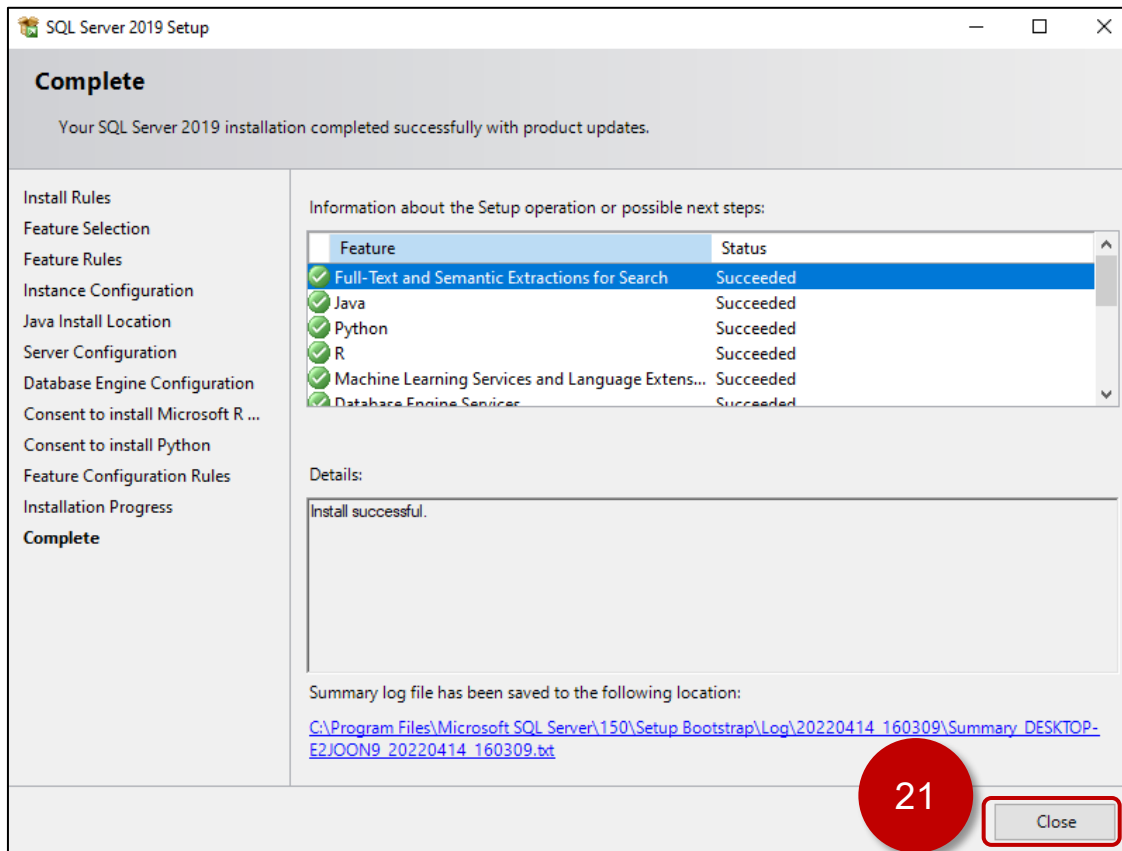 SQL Server 2019 Setup
Complete
Your SQL Server 2019 installation completed successfully with product updates.
Install Rules
Feature Selection
Feature Rules
Instance Configuration
Java Install Location
Server Configuration
Database Engine Configuration
Consent to install Microsoft R ...
Consent to install Python
Feature Configuration Rules
Installation Progress
Complete
Information about the Setup operation or possible next steps:
Feature Status
Full-Text and Semantic Extractions for Search Succeeded
Java Succeeded
Python Succeeded
R Succeeded
Machine Learning Services and Language Extens... Succeeded
Database Engine Services Succeeded
Details:
Install successful.
Summary log file has been saved to the following location:
C:\Program Files\Microsoft SQL Server\150\Setup Bootstrap\Log\20220414_160309\Summary_DESKTOP-
E2JOON9_20220414_160309.txt
21
Close